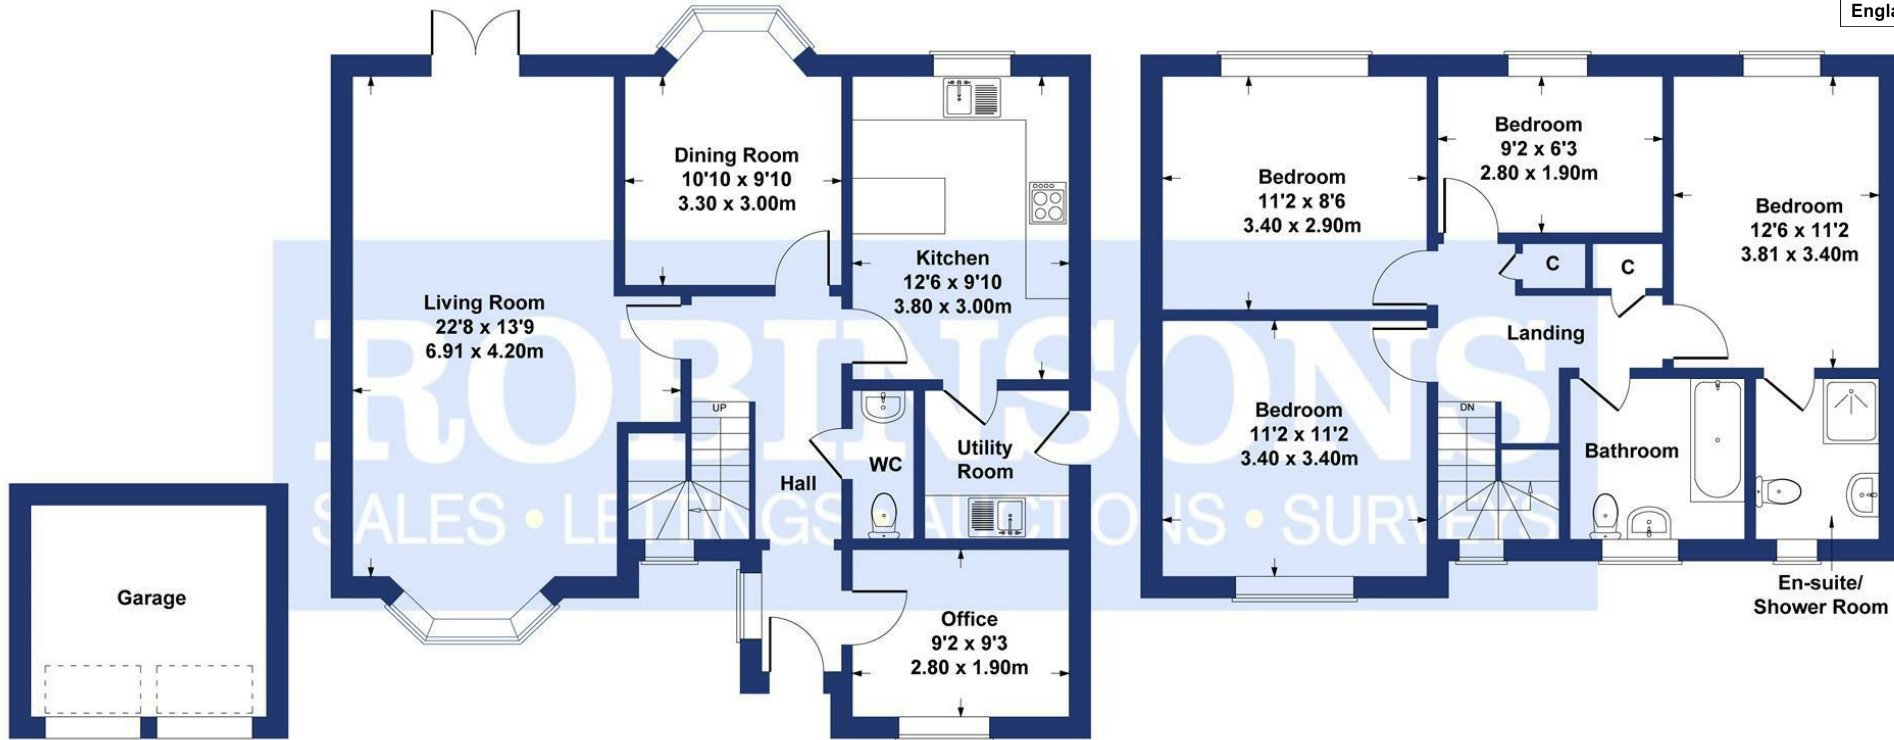 Engla
Living Room
22'8 x 13'9
6.91 x 4.20m
Dining Room
10'10 x 9'10
3.30 x 3.00m
Kitchen
12'6 x 9'10
3.80 x 3.00m
UP
Hall
WC
Utility
Room
Office
9'2 x 9'3
2.80 x 1.90m
Garage
Bedroom
11'2 x 8'6
3.40 x 2.90m
Bedroom
9'2 x 6'3
2.80 x 1.90m
Bedroom
12'6 x 11'2
3.81 x 3.40m
C
C
Landing
Bedroom
11'2 x 11'2
3.40 x 3.40m
DN
Bathroom
En-suite/
Shower Room
ROBINSONS
SALES • LETTINGS • AUCTIONS • SURVEYS